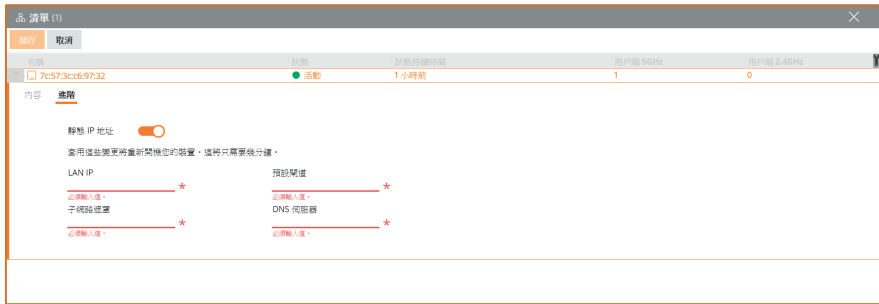 清單 (1)
儲存 取消
名稱 狀態 狀態持續時間 用戶端 5GHz 用戶端 2.4GHz
7c:57:3c:c6:97:32 活動 1 小時前 1 0
內容 進階
靜態 IP 地址
套用這些變更將重新開機您的裝置。這將只需要幾分鐘。
LAN IP 預設閘道
* *
必須輸入值。 必須輸入值。
子網路遮罩 DNS 伺服器
* *
必須輸入值。 必須輸入值。